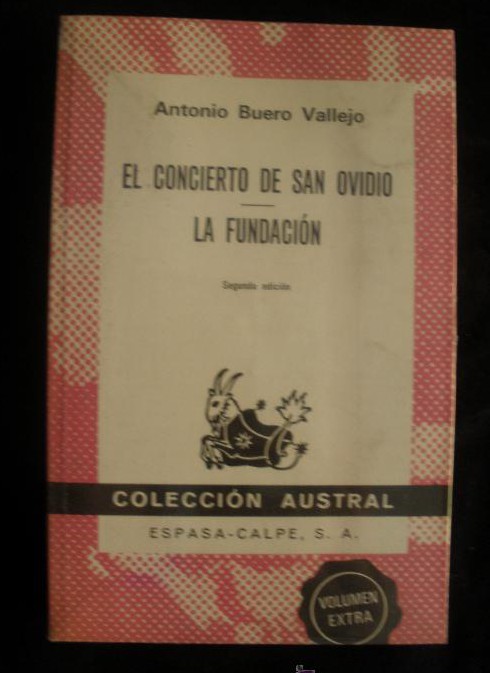 Antonio Buero Vallejo
EL CONCIERTO DE SAN OVIDIO
LA FUNDACIÓN
Segunda edición
COLECCIÓN AUSTRAL
ESPASA-CALPE, S. A.
VOLUMEN
EXTRA